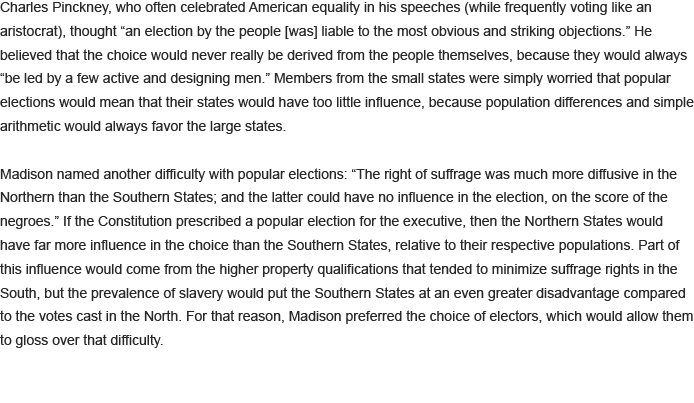 Charles Pinckney, who often celebrated American equality in his speeches (while frequently voting like an
aristocrat), thought “an election by the people [was] liable to the most obvious and striking objections.” He
believed that the choice would never really be derived from the people themselves, because they would always
“be led by a few active and designing men.” Members from the small states were simply worried that popular
elections would mean that their states would have too little influence, because population differences and simple
arithmetic would always favor the large states.

Madison named another difficulty with popular elections: “The right of suffrage was much more diffusive in the
Northern than the Southern States; and the latter could have no influence in the election, on the score of the
negroes.” If the Constitution prescribed a popular election for the executive, then the Northern States would
have far more influence in the choice than the Southern States, relative to their respective populations. Part of
this influence would come from the higher property qualifications that tended to minimize suffrage rights in the
South, but the prevalence of slavery would put the Southern States at an even greater disadvantage compared
to the votes cast in the North. For that reason, Madison preferred the choice of electors, which would allow them
to gloss over that difficulty.